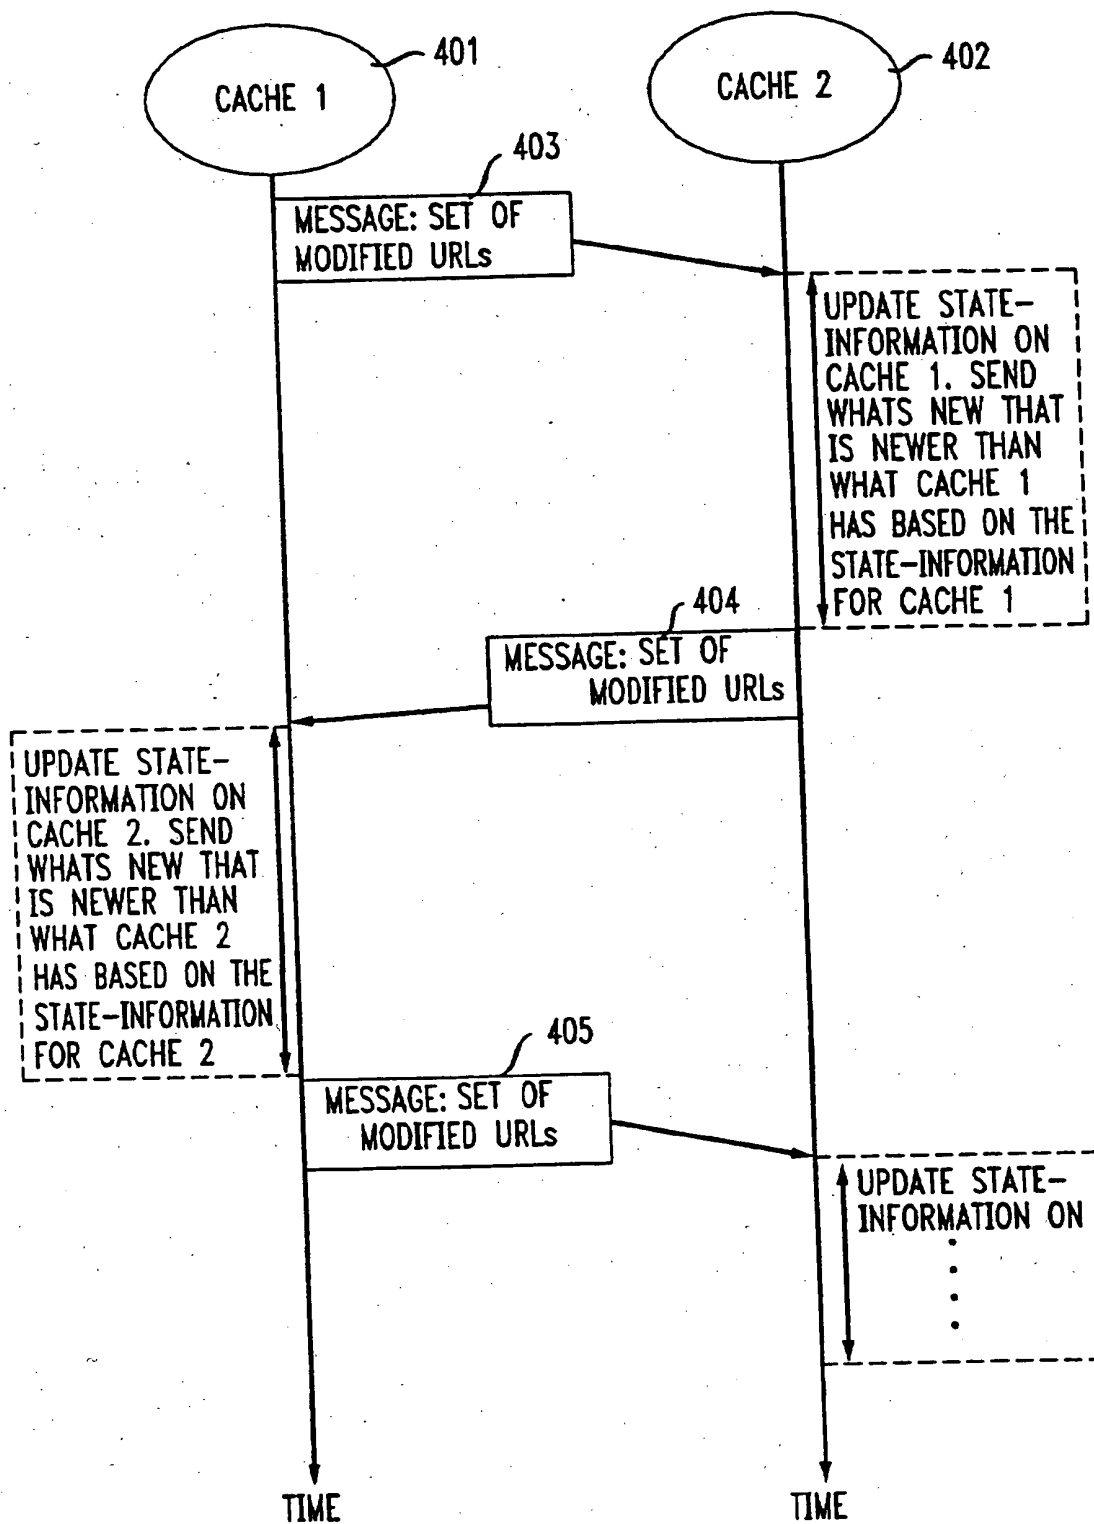 401
402
CACHE 1
CACHE 2
403
MESSAGE: SET OF
MODIFIED URLs
UPDATE STATE-
INFORMATION ON
CACHE 1. SEND
WHATS NEW THAT
IS NEWER THAN
WHAT CACHE 1
HAS BASED ON THE
STATE-INFORMATION
FOR CACHE 1
404
MESSAGE: SET OF
MODIFIED URLs
UPDATE STATE-
INFORMATION ON
CACHE 2. SEND
WHATS NEW THAT
IS NEWER THAN
WHAT CACHE 2
HAS BASED ON THE
STATE-INFORMATION
FOR CACHE 2
405
MESSAGE: SET OF
MODIFIED URLs
UPDATE STATE-
INFORMATION ON
TIME
TIME